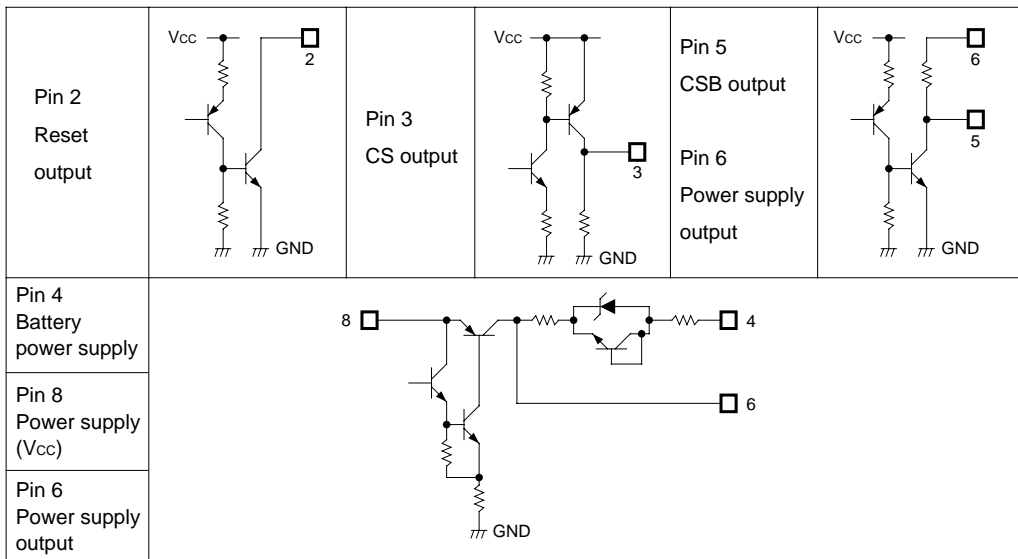 Pin 2
Reset
output
Vcc
2
GND
Pin 3
CS output
Vcc
3
GND
Pin 5
CSB output
Pin 6
Power supply
output
Vcc
6
5
GND
Pin 4
Battery
power supply
Pin 8
Power supply
(Vcc)
Pin 6
Power supply
output
8
4
6
GND